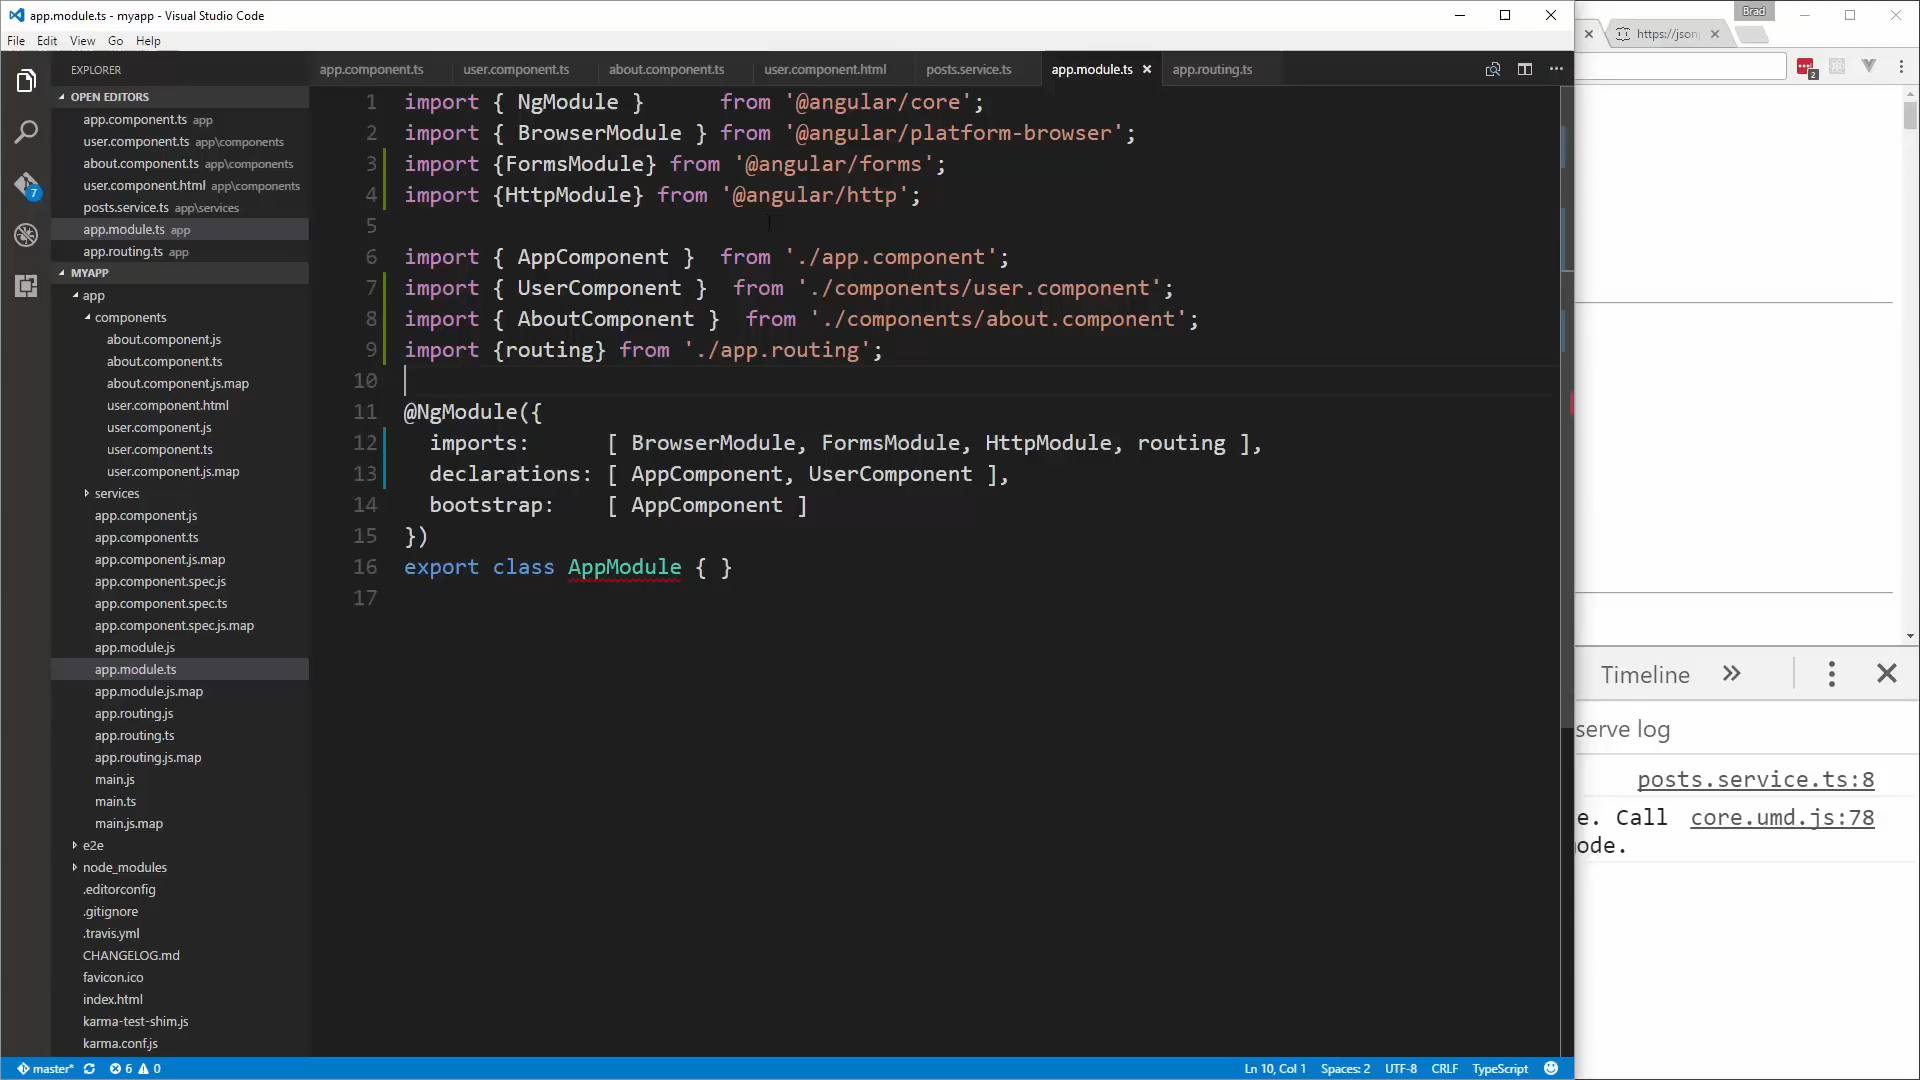 app.module.ts - myapp - Visual Studio Code
Brad
File Edit View Go Help
https://json
2
EXPLORER
app.component.ts user.component.ts about.component.ts user.component.html posts.service.ts app.module.ts app.routing.ts
OPEN EDITORS
app.component.ts app
user.component.ts app\components
about.component.ts app\components
user.component.html app\components
posts.service.ts app\services
app.module.ts app
app.routing.ts app
7
MYAPP
app
components
about.component.js
about.component.ts
about.component.js.map
user.component.html
user.component.js
user.component.ts
user.component.js.map
services
app.component.js
app.component.ts
app.component.js.map
app.component.spec.js
app.component.spec.ts
app.component.spec.js.map
app.module.js
app.module.ts
app.module.js.map
app.routing.js
app.routing.ts
app.routing.js.map
main.js
main.ts
main.js.map
e2e
node_modules
.editorconfig
.gitignore
.travis.yml
CHANGELOG.md
favicon.ico
index.html
karma-test-shim.js
karma.conf.js
1 import { NgModule }      from '@angular/core';
2 import { BrowserModule } from '@angular/platform-browser';
3 import {FormsModule} from '@angular/forms';
4 import {HttpModule} from '@angular/http';
5
6 import { AppComponent }  from './app.component';
7 import { UserComponent }  from './components/user.component';
8 import { AboutComponent }  from './components/about.component';
9 import {routing} from './app.routing';
10
11 @NgModule({
12   imports:      [ BrowserModule, FormsModule, HttpModule, routing ],
13   declarations: [ AppComponent, UserComponent ],
14   bootstrap:    [ AppComponent ]
15 })
16 export class AppModule { }
17
Timeline
serve log
posts.service.ts:8
e. Call core.umd.js:78
ode.
master* 6 0 Ln 10, Col 1 Spaces: 2 UTF-8 CRLF TypeScript